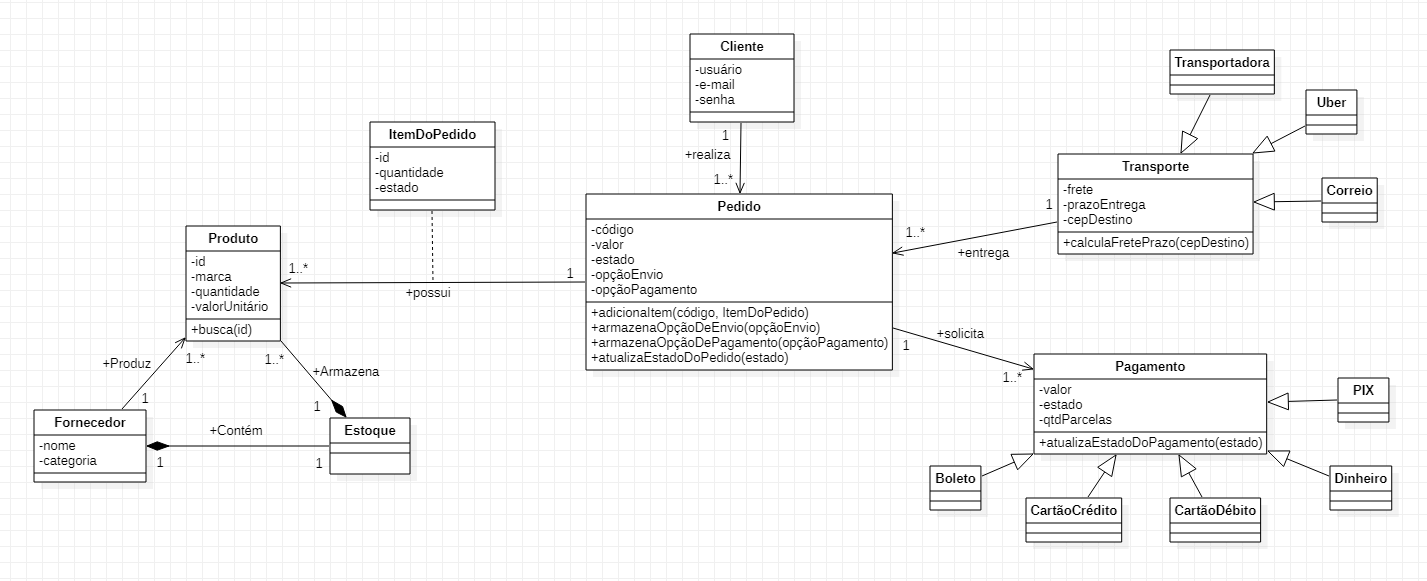 Cliente
-usuário
-e-mail
-senha
Transportadora
Uber
ItemDoPedido
-id
-quantidade
-estado
1
+realiza
1..*
Transporte
-frete
-prazoEntrega
-cepDestino
+calculaFretePrazo(cepDestino)
Correio
Pedido
-código
-valor
-estado
-opçãoEnvio
-opçãoPagamento
+adicionaItem(código, ItemDoPedido)
+armazenaOpçãoDeEnvio(opçãoEnvio)
+armazenaOpçãoDePagamento(opçãoPagamento)
+atualizaEstadoDoPedido(estado)
1
1..*
+entrega
Produto
-id
-marca
-quantidade
-valorUnitário
+busca(id)
1..*
1
+possui
+solicita
1
1..*
+Produz
1..*
1
1..*
+Armazena
1
Fornecedor
-nome
-categoria
+Contém
1
1
Estoque
Pagamento
-valor
-estado
-qtdParcelas
+atualizaEstadoDoPagamento(estado)
PIX
Boleto
CartãoCrédito
CartãoDébito
Dinheiro